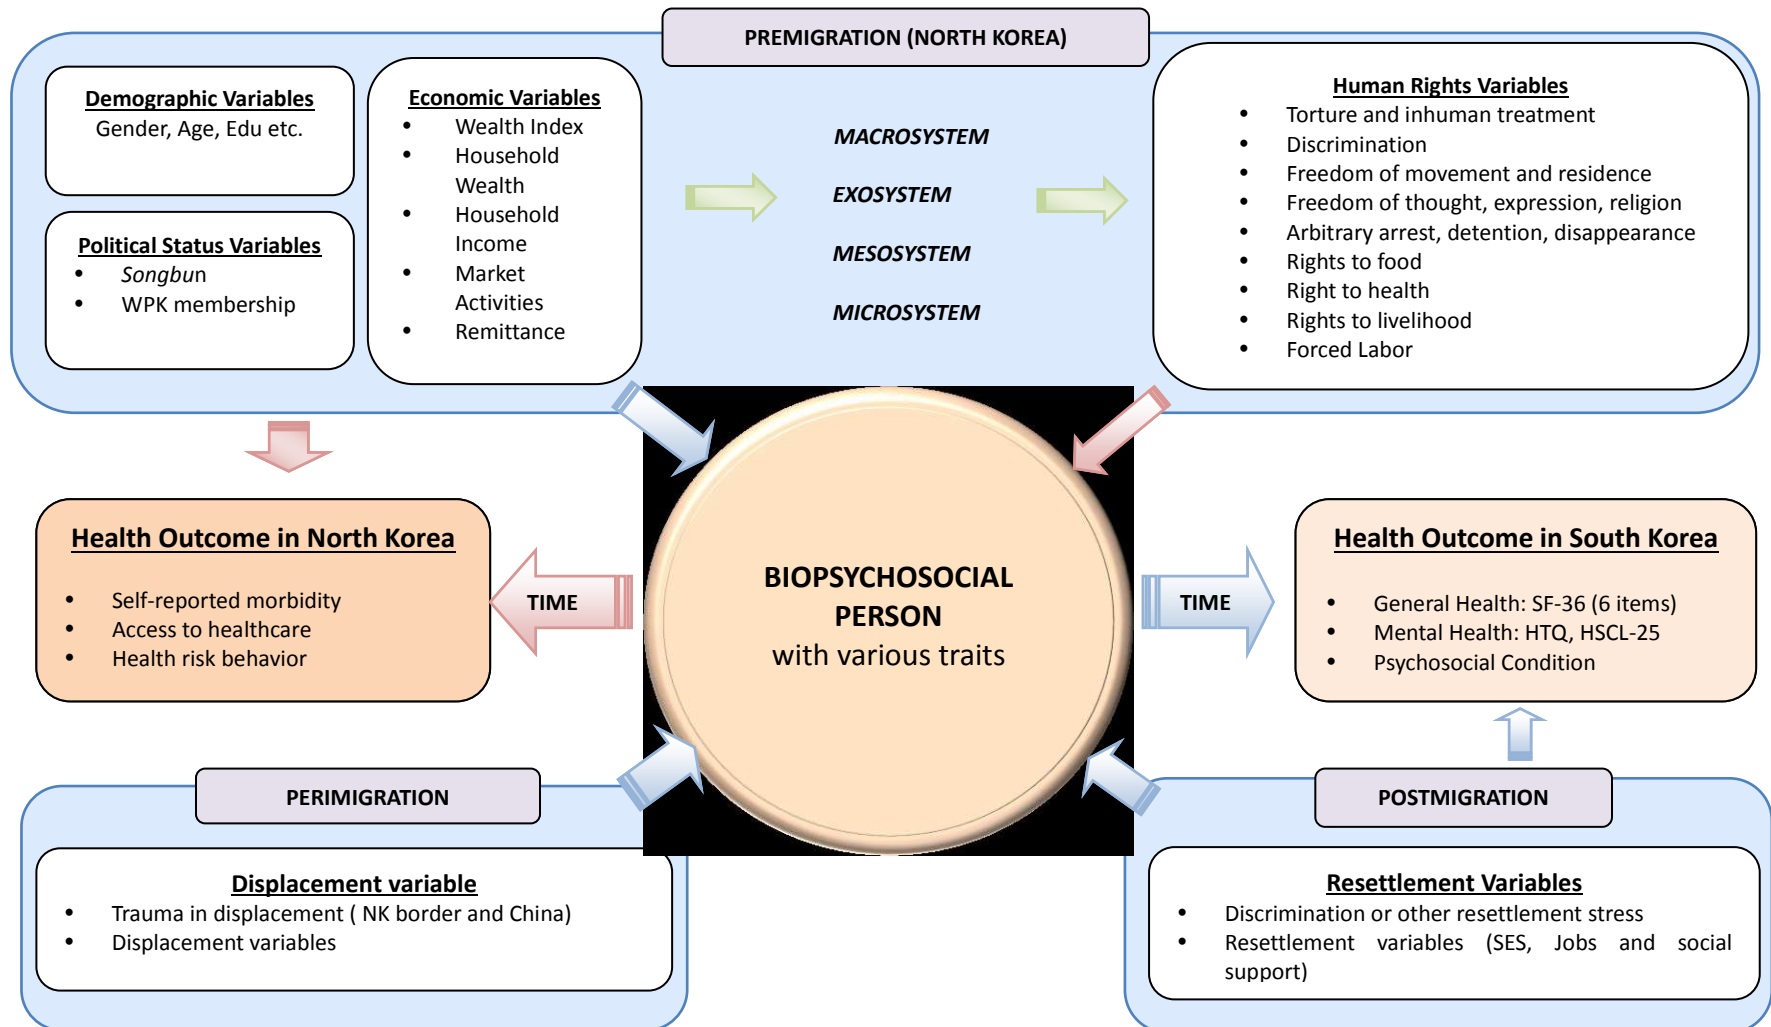 PREMIGRATION (NORTH KOREA)
Demographic Variables
Gender, Age, Edu etc.
Political Status Variables
• Songbun
• WPK membership
Economic Variables
• Wealth Index
• Household
Wealth
• Household
Income
• Market
Activities
• Remittance
MACROSYSTEM
EXOSYSTEM
MESOSYSTEM
MICROSYSTEM
Human Rights Variables
• Torture and inhuman treatment
• Discrimination
• Freedom of movement and residence
• Freedom of thought, expression, religion
• Arbitrary arrest, detention, disappearance
• Rights to food
• Right to health
• Rights to livelihood
• Forced Labor
Health Outcome in North Korea
• Self-reported morbidity
• Access to healthcare
• Health risk behavior
TIME
BIOPSYCHOSOCIAL
PERSON
with various traits
TIME
Health Outcome in South Korea
• General Health: SF-36 (6 items)
• Mental Health: HTQ, HSCL-25
• Psychosocial Condition
PERIMIGRATION
Displacement variable
• Trauma in displacement ( NK border and China)
• Displacement variables
POSTMIGRATION
Resettlement Variables
• Discrimination or other resettlement stress
• Resettlement variables (SES, Jobs and social
support)